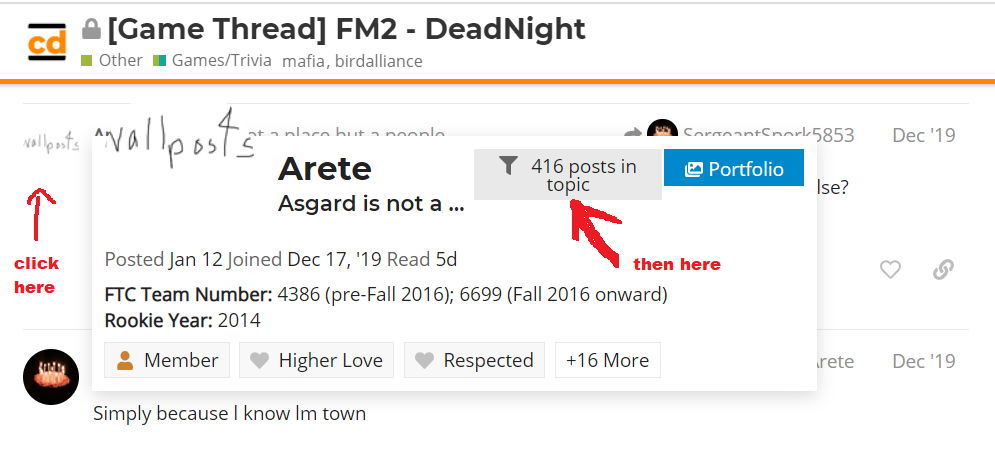 cd
[Game Thread] FM2 - DeadNight
Other Games/Trivia mafia, birdalliance
wallposts
wallposts
at a place but a people
SergeantSpork5853
Dec '19
Arete
416 posts in
topic
Portfolio
lse?
Asgard is not a ...
click
here
then here
Posted Jan 12 Joined Dec 17, '19 Read 5d
FTC Team Number: 4386 (pre-Fall 2016); 6699 (Fall 2016 onward)
Rookie Year: 2014
Member Higher Love Respected +16 More
Arete Dec '19
Simply because I know Im town